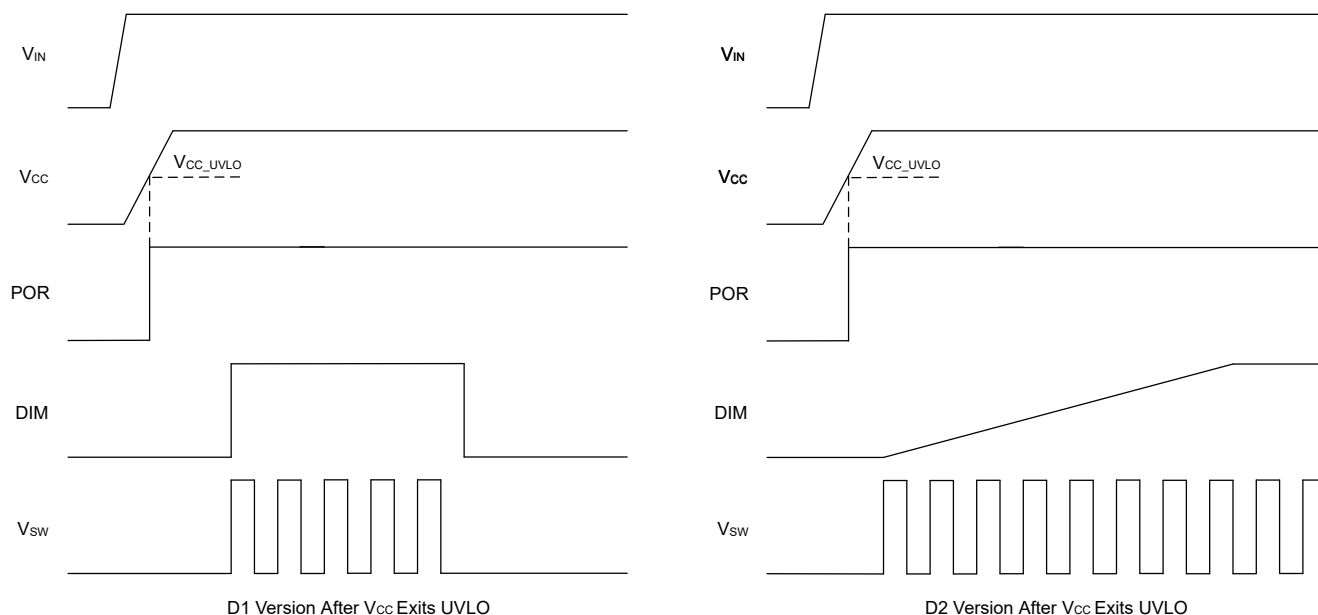 VIN
VCC
VCC_UVLO
POR
DIM
VSW
D1 Version After VCC Exits UVLO
VIN
VCC
VCC_UVLO
POR
DIM
VSW
D2 Version After VCC Exits UVLO